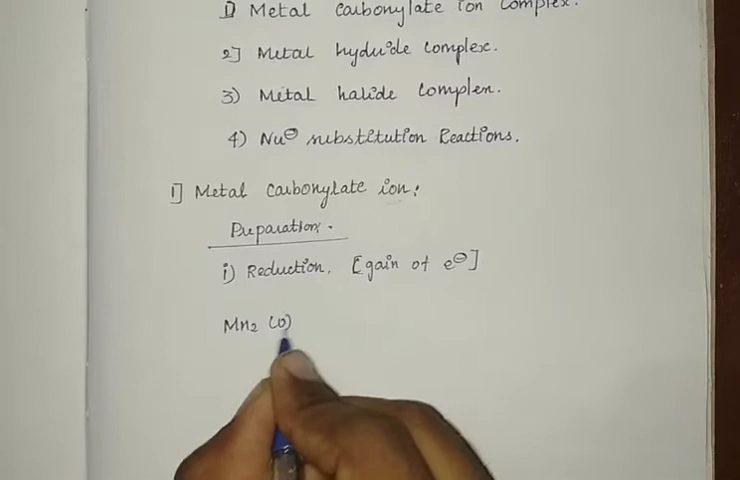 1) Metal carbonylate ion complex.
2] Metal hydride complex.
3) Metal halide complex.
4) Nu⊖ substitution Reactions.
1] Metal carbonylate ion:
Preparation.
i) Reduction. [gain of e⊖]
Mn2 (0)